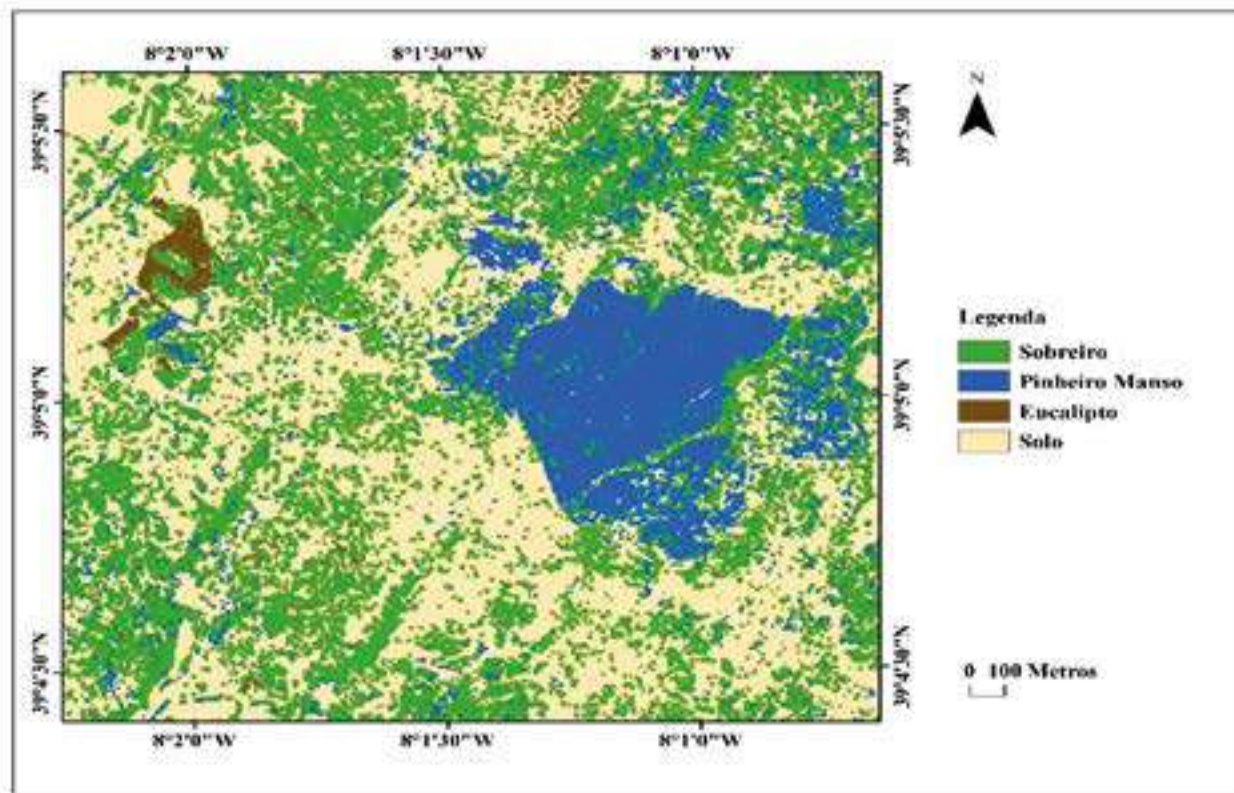 8°2'0"W 8°1'30"W 8°1'0"W
39°5'30"N
39°5'30"N
39°5'0"N
39°5'0"N
39°4'30"N
39°4'30"N
8°2'0"W 8°1'30"W 8°1'0"W
N
Legenda
Sobreiro
Pinheiro Manso
Eucalipto
Solo
0 100 Metros